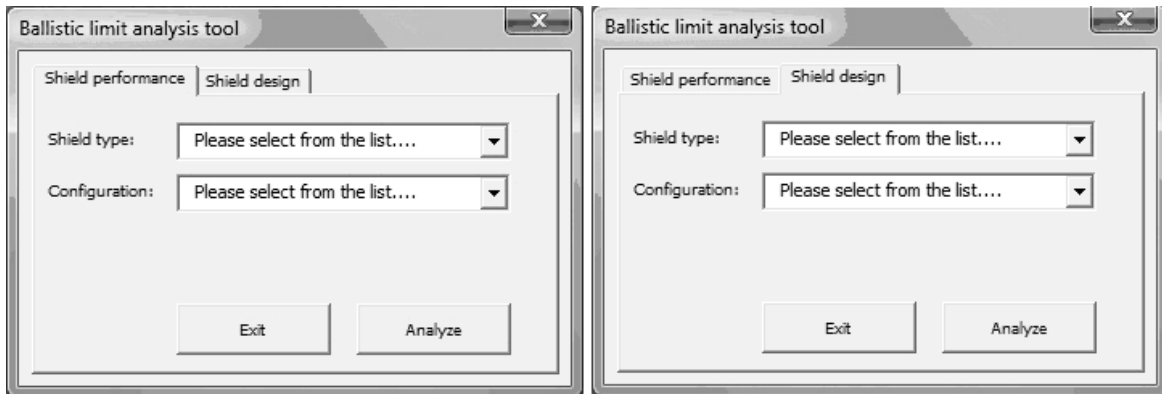 Ballistic limit analysis tool
X
Shield performance Shield design
Shield type: Please select from the list....
Configuration: Please select from the list....
Exit Analyze
Ballistic limit analysis tool
X
Shield performance Shield design
Shield type: Please select from the list....
Configuration: Please select from the list....
Exit Analyze